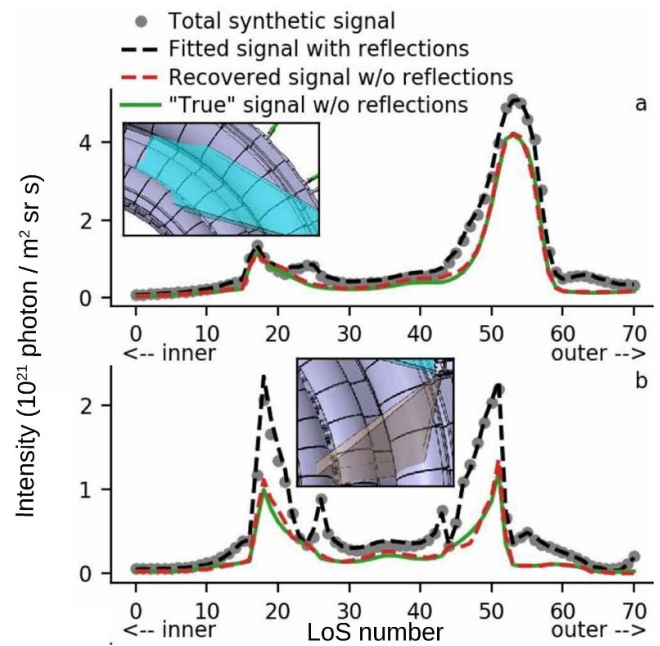 Total synthetic signal
Fitted signal with reflections
Recovered signal w/o reflections
"True" signal w/o reflections
a
4
2
0
0 10 20 30 40 50 60 70
<-- inner outer -->
Intensity (10²¹ photon / m² sr s)
b
2
1
0
0 10 20 30 40 50 60 70
<-- inner LoS number outer -->